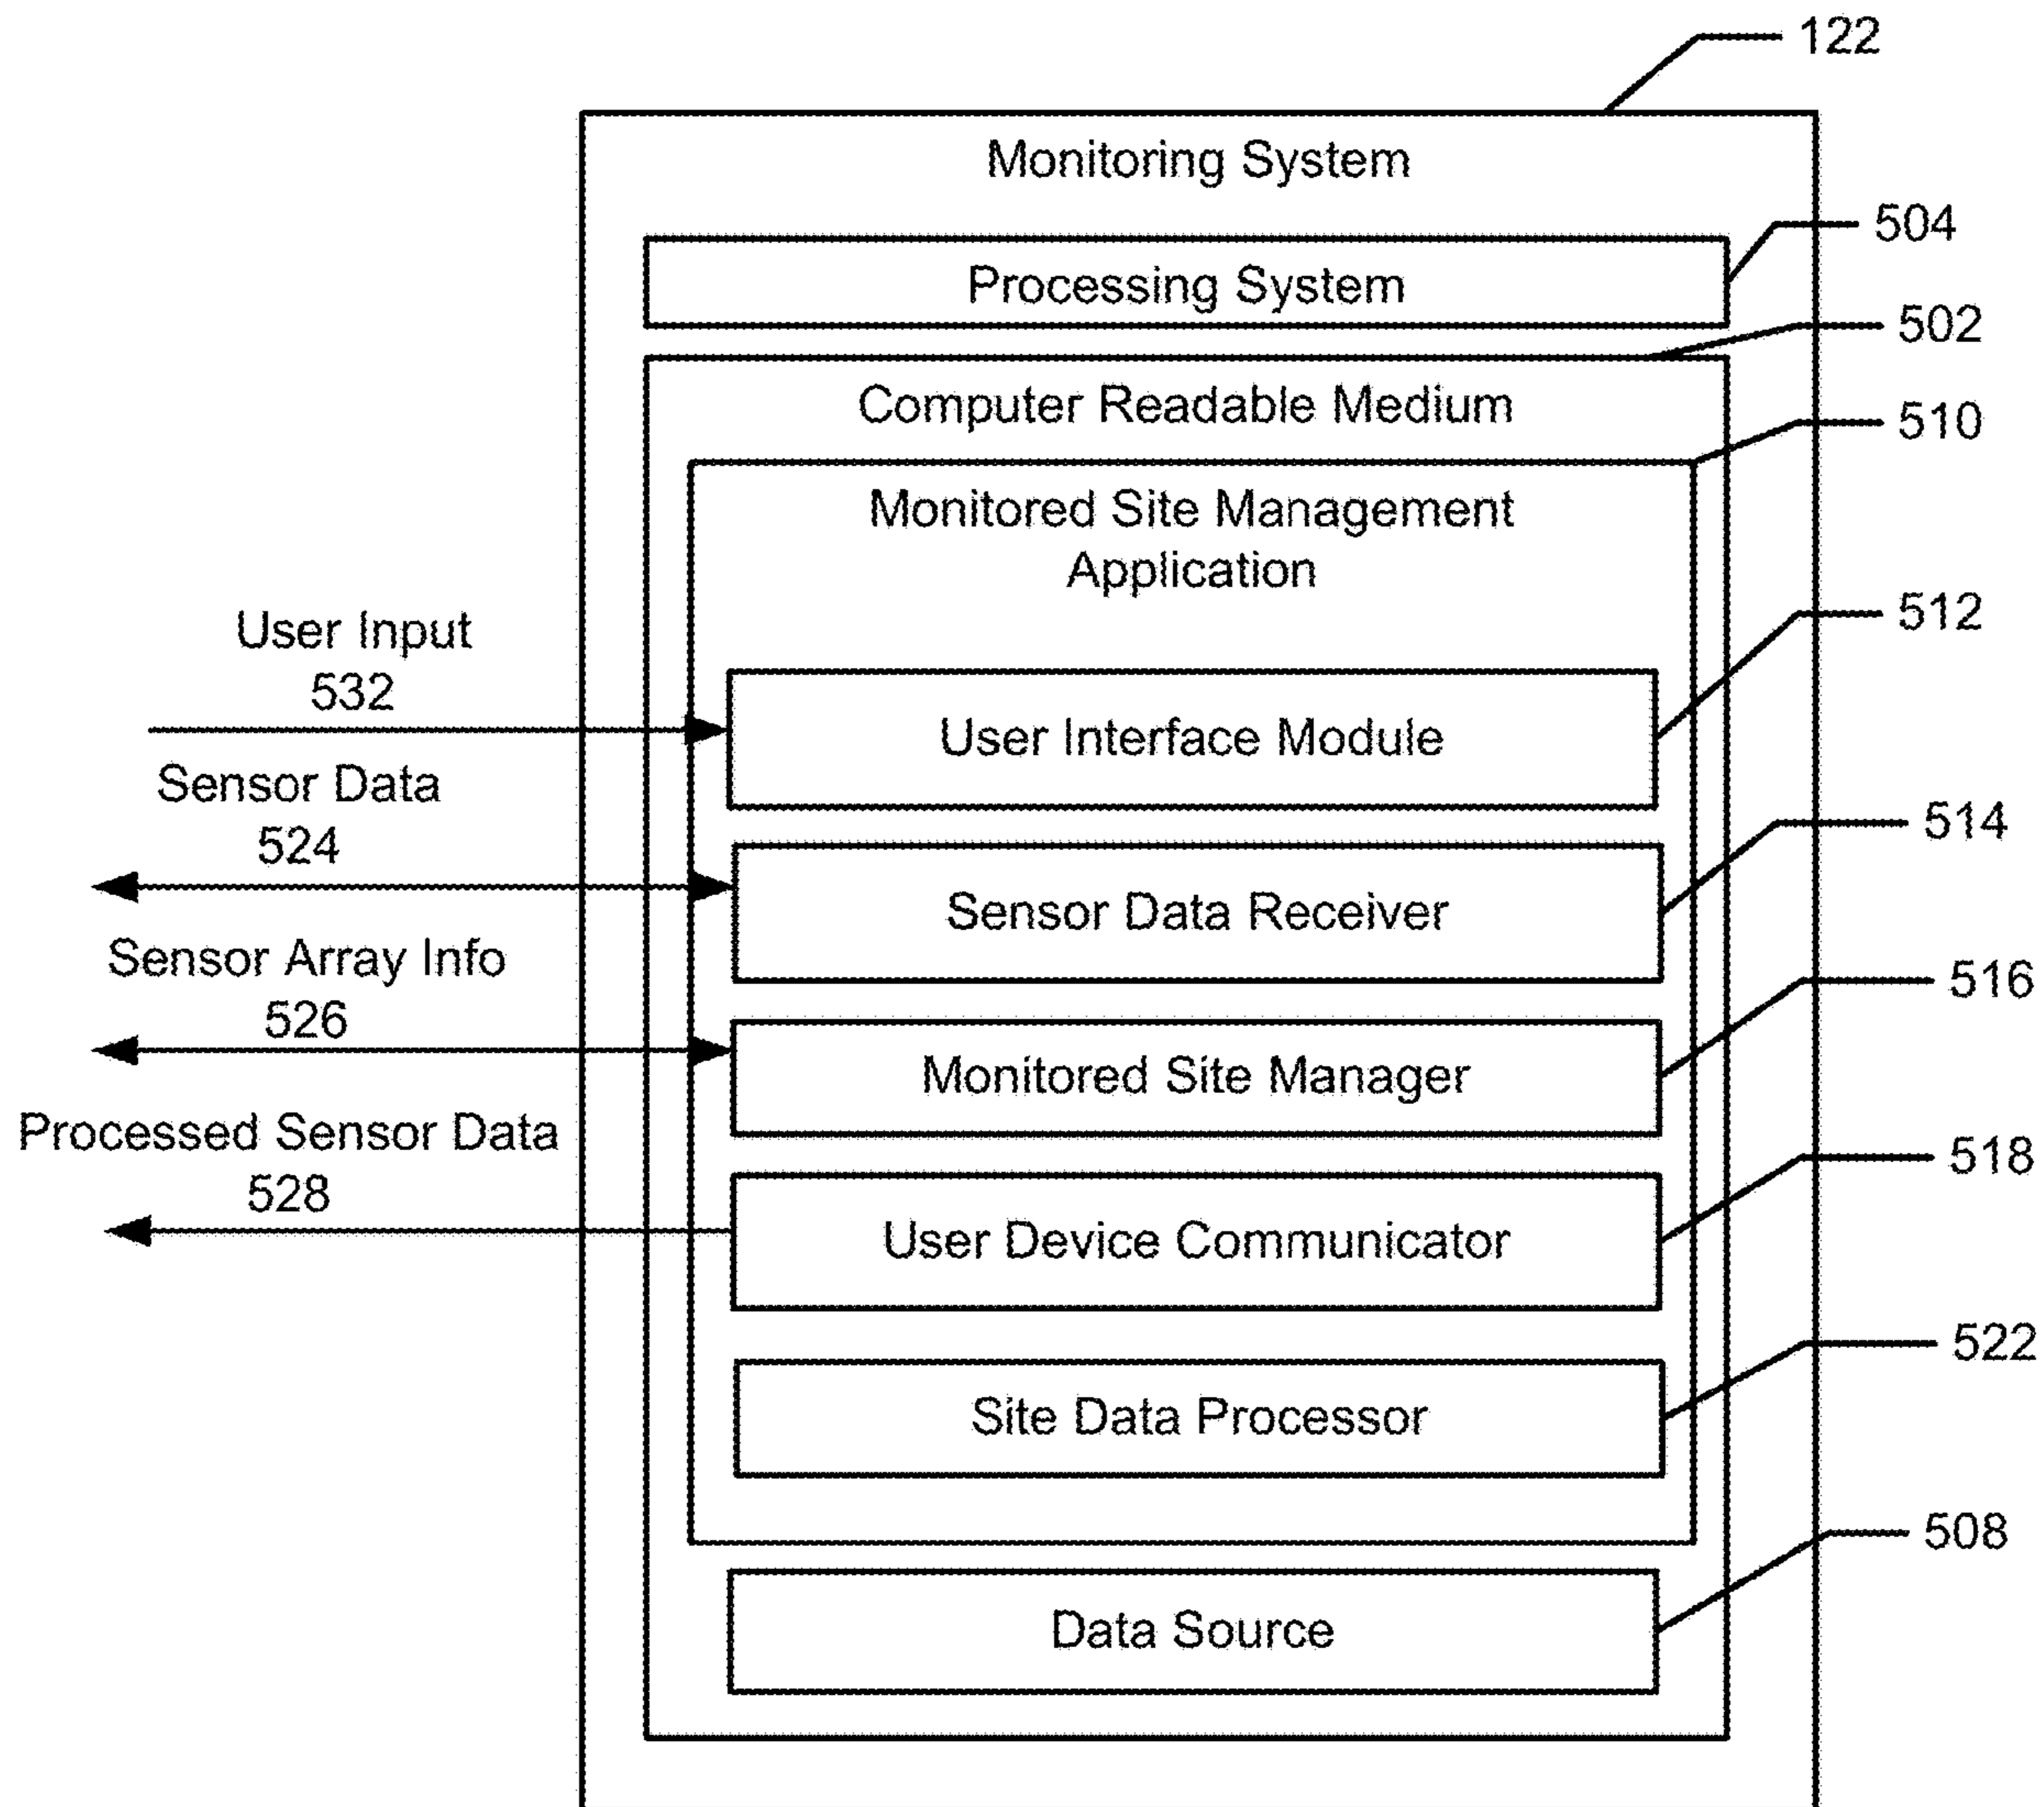 122
Monitoring System
504
Processing System
502
Computer Readable Medium
510
Monitored Site Management
Application
512
User Input
532
User Interface Module
Sensor Data
524
514
Sensor Data Receiver
Sensor Array Info
526
516
Monitored Site Manager
Processed Sensor Data
528
518
User Device Communicator
522
Site Data Processor
508
Data Source